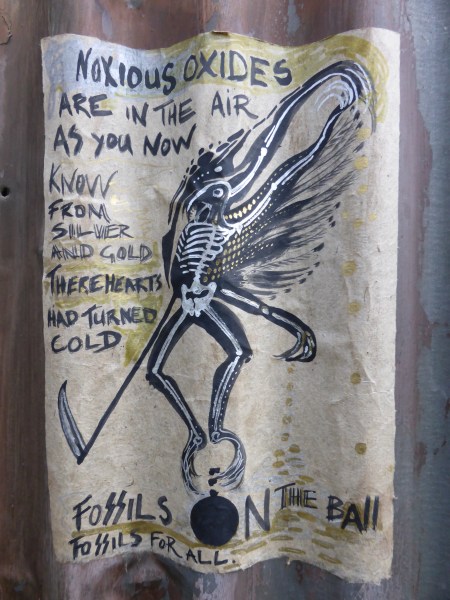 NOXIOUS OXIDES
ARE IN THE AIR
AS YOU NOW
KNOW
FROM
SILVER
AND GOLD
THERE HEARTS
HAD TURNED
COLD
FOSSILS ON THE BAll
FOSSILS FOR ALL.